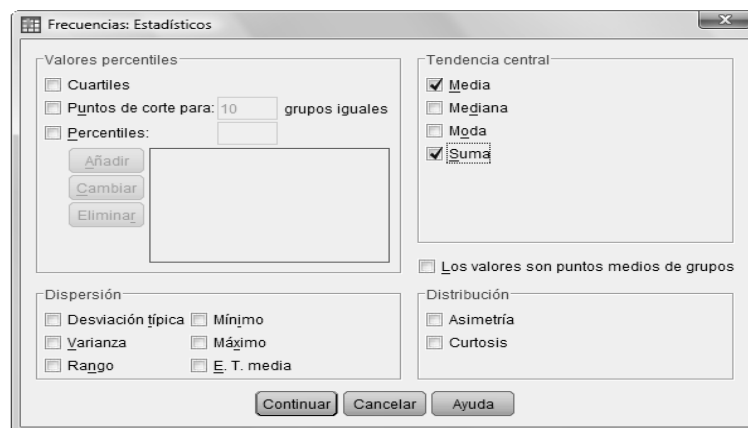 Frecuencias: Estadísticos
Valores percentiles
Cuartiles
Puntos de corte para: 10 grupos iguales
Percentiles:
Añadir
Cambiar
Eliminar
Tendencia central
Media
Mediana
Moda
Suma
Los valores son puntos medios de grupos
Dispersión
Desviación típica Mínimo
Varianza Máximo
Rango E. T. media
Distribución
Asimetría
Curtosis
Continuar Cancelar Ayuda